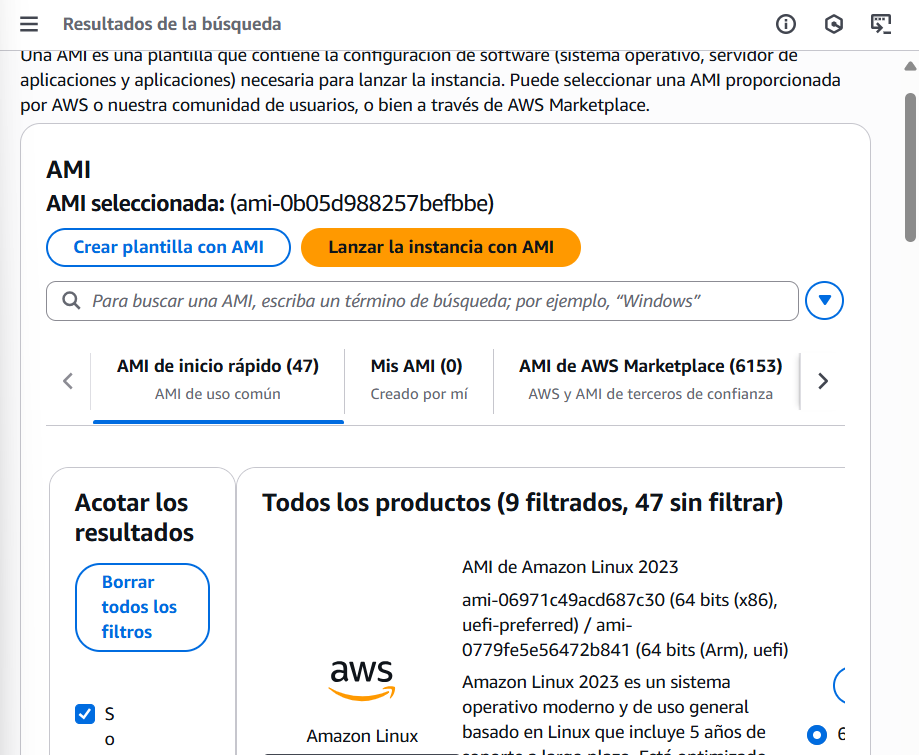 Resultados de la búsqueda
Una AMI es una plantilla que contiene la configuración de software (sistema operativo, servidor de
aplicaciones y aplicaciones) necesaria para lanzar la instancia. Puede seleccionar una AMI proporcionada
por AWS o nuestra comunidad de usuarios, o bien a través de AWS Marketplace.
AMI
AMI seleccionada: (ami-0b05d988257befbbe)
Crear plantilla con AMI
Lanzar la instancia con AMI
Para buscar una AMI, escriba un término de búsqueda; por ejemplo, “Windows”
AMI de inicio rápido (47)
AMI de uso común
Mis AMI (0)
Creado por mí
AMI de AWS Marketplace (6153)
AWS y AMI de terceros de confianza
Acotar los
resultados
Borrar
todos los
filtros
S
o
Todos los productos (9 filtrados, 47 sin filtrar)
aws
Amazon Linux
AMI de Amazon Linux 2023
ami-06971c49acd687c30 (64 bits (x86),
uefi-preferred) / ami-
0779fe5e56472b841 (64 bits (Arm), uefi)
Amazon Linux 2023 es un sistema
operativo moderno y de uso general
basado en Linux que incluye 5 años de
6